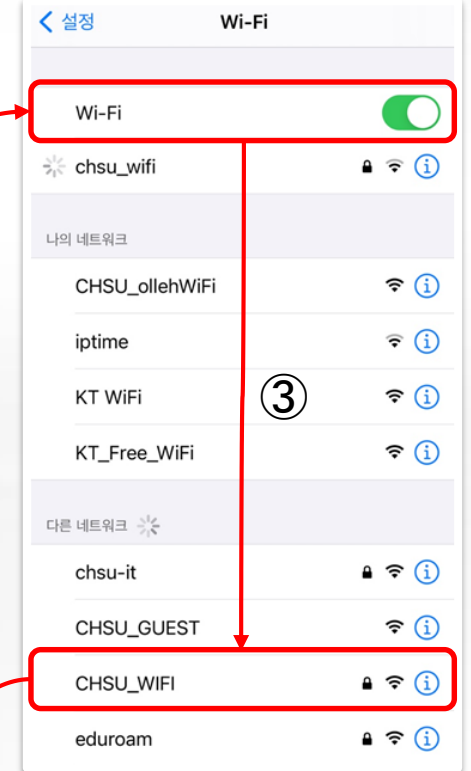 설정 Wi-Fi
Wi-Fi
chsu_wifi
나의 네트워크
CHSU_ollehWiFi
iptime
KT WiFi
③
KT_Free_WiFi
다른 네트워크
chsu-it
CHSU_GUEST
CHSU_WIFI
eduroam